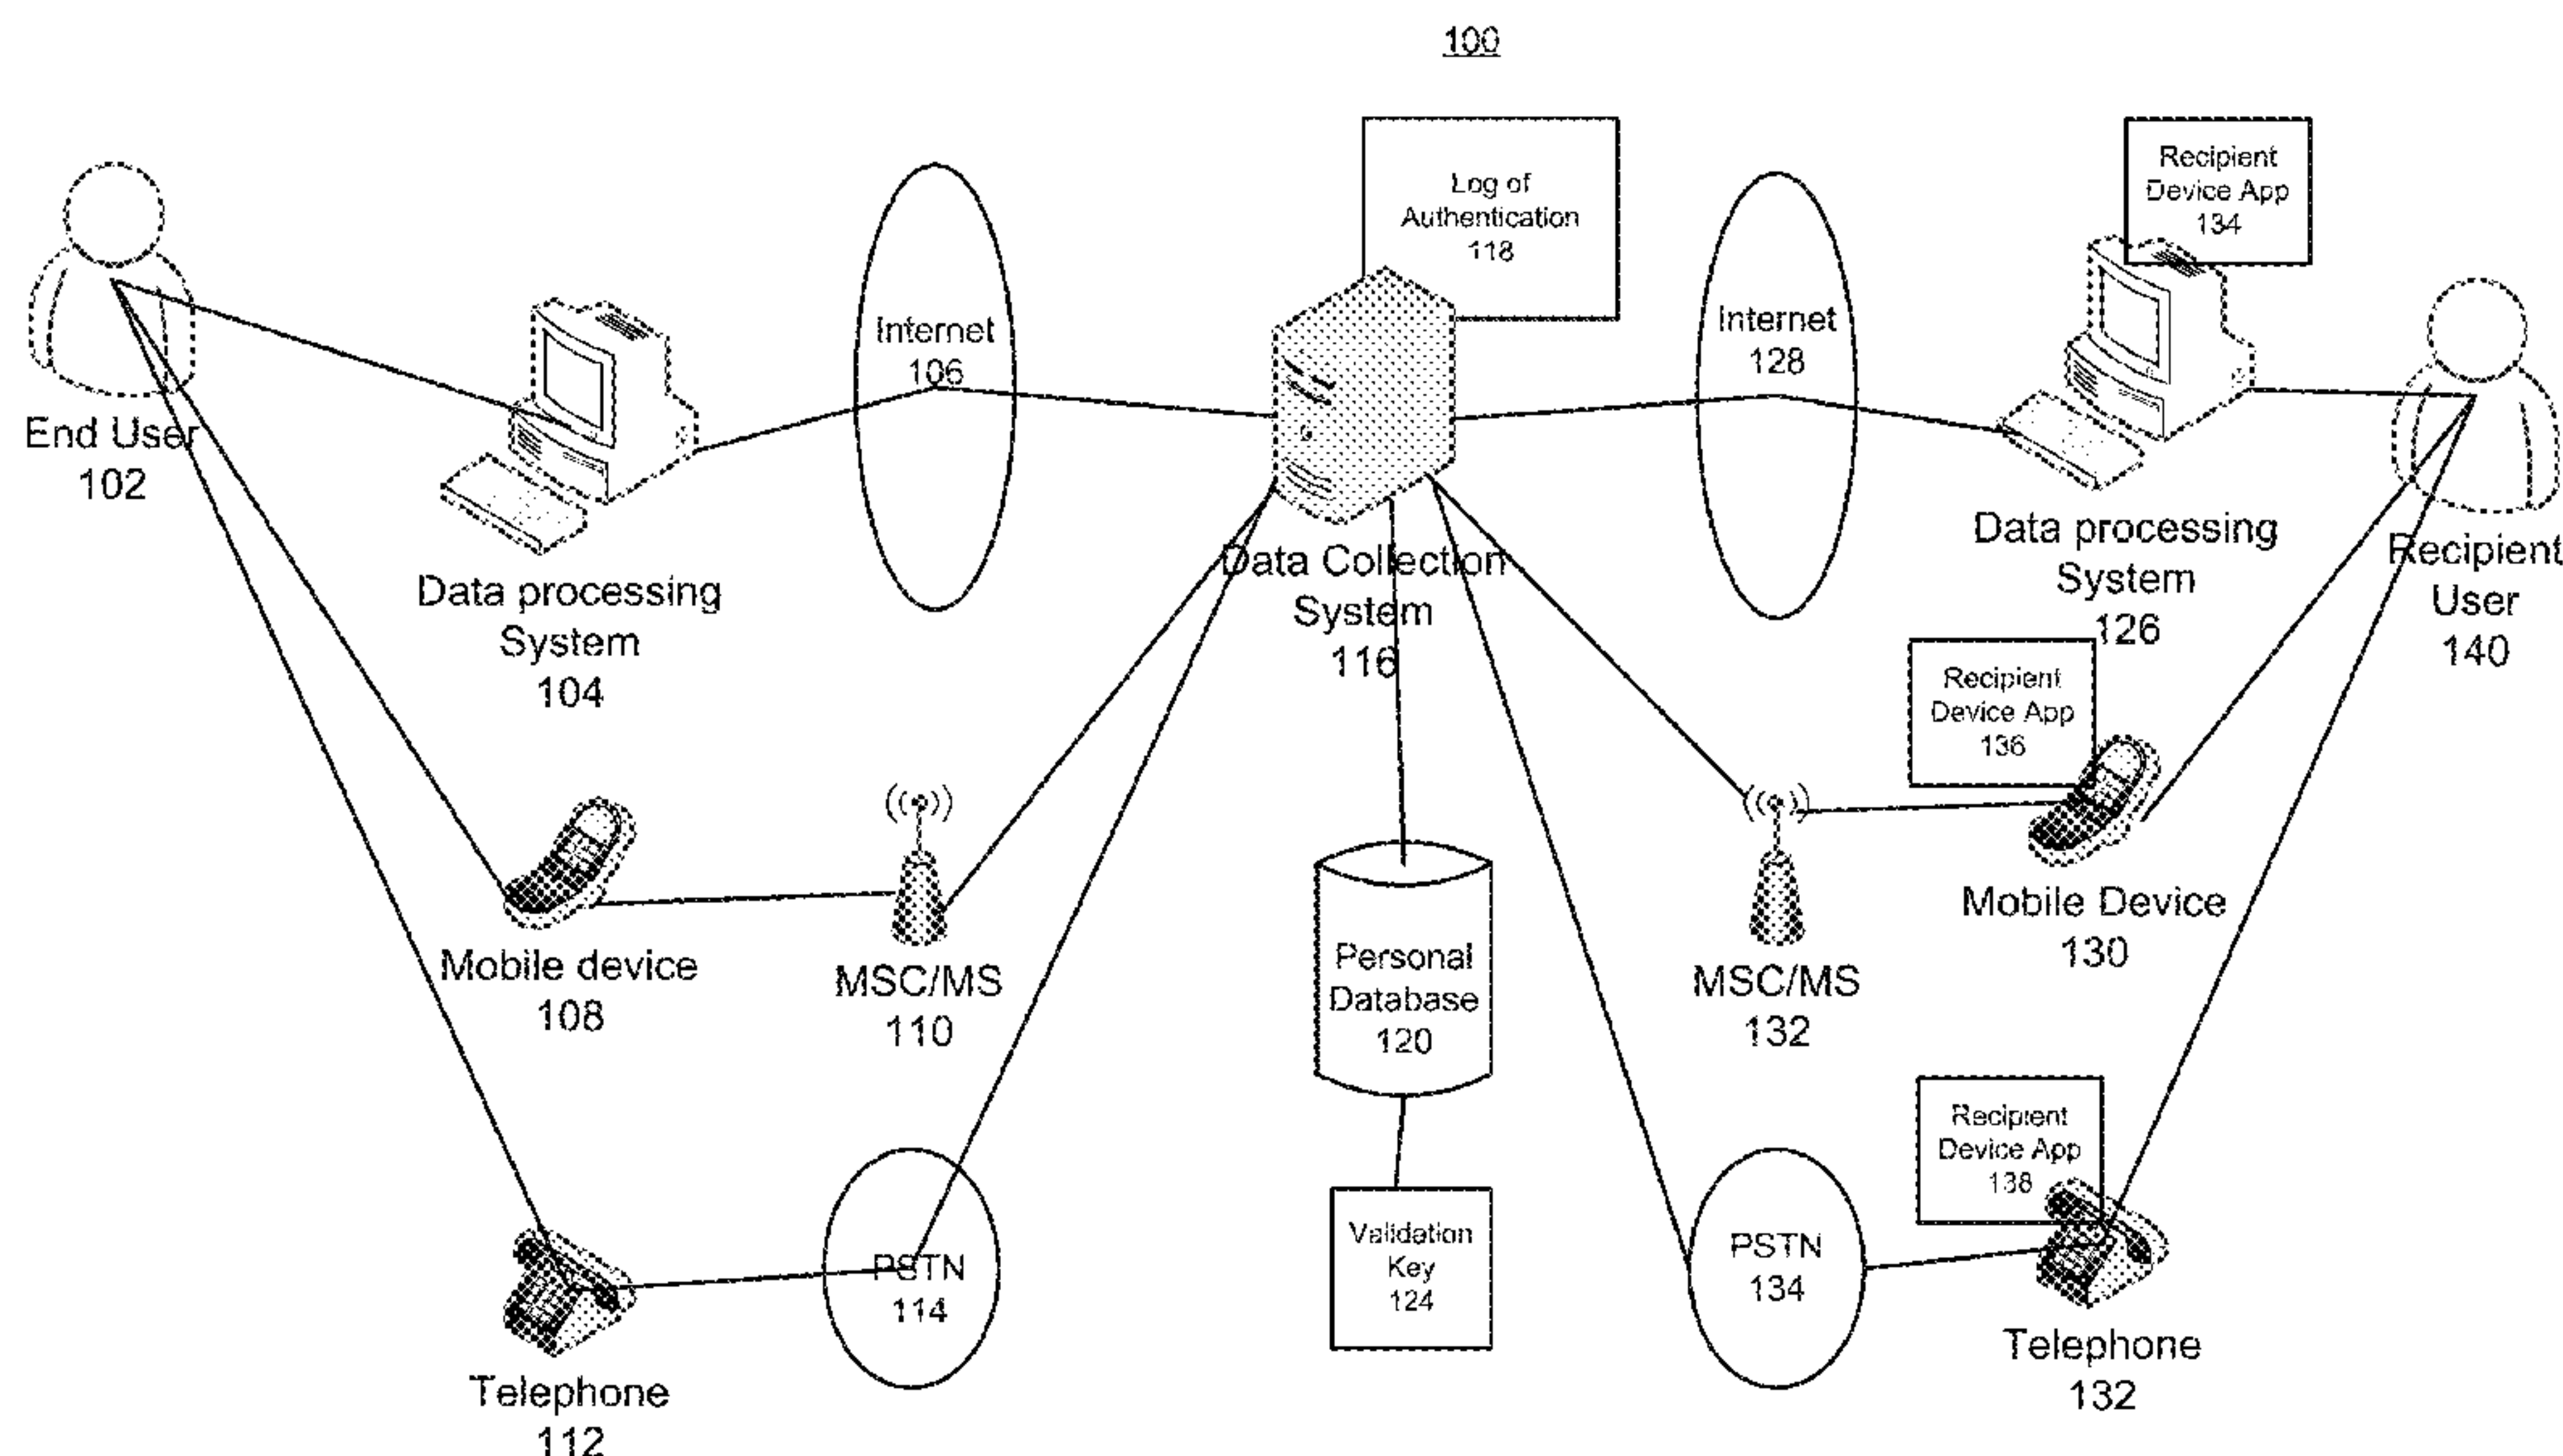 100
Log of
Authentication
118
Recipient
Device App
134
End User
102
Internet
106
Internet
128
Data processing
System
104
Data Collection
System
116
Data processing
System
126
Recipient
User
140
Recipient
Device App
136
Mobile device
108
MSC/MS
110
Personal
Database
120
MSC/MS
132
Mobile Device
130
Recipient
Device App
138
Telephone
112
PSTN
114
Validation
Key
124
PSTN
134
Telephone
132